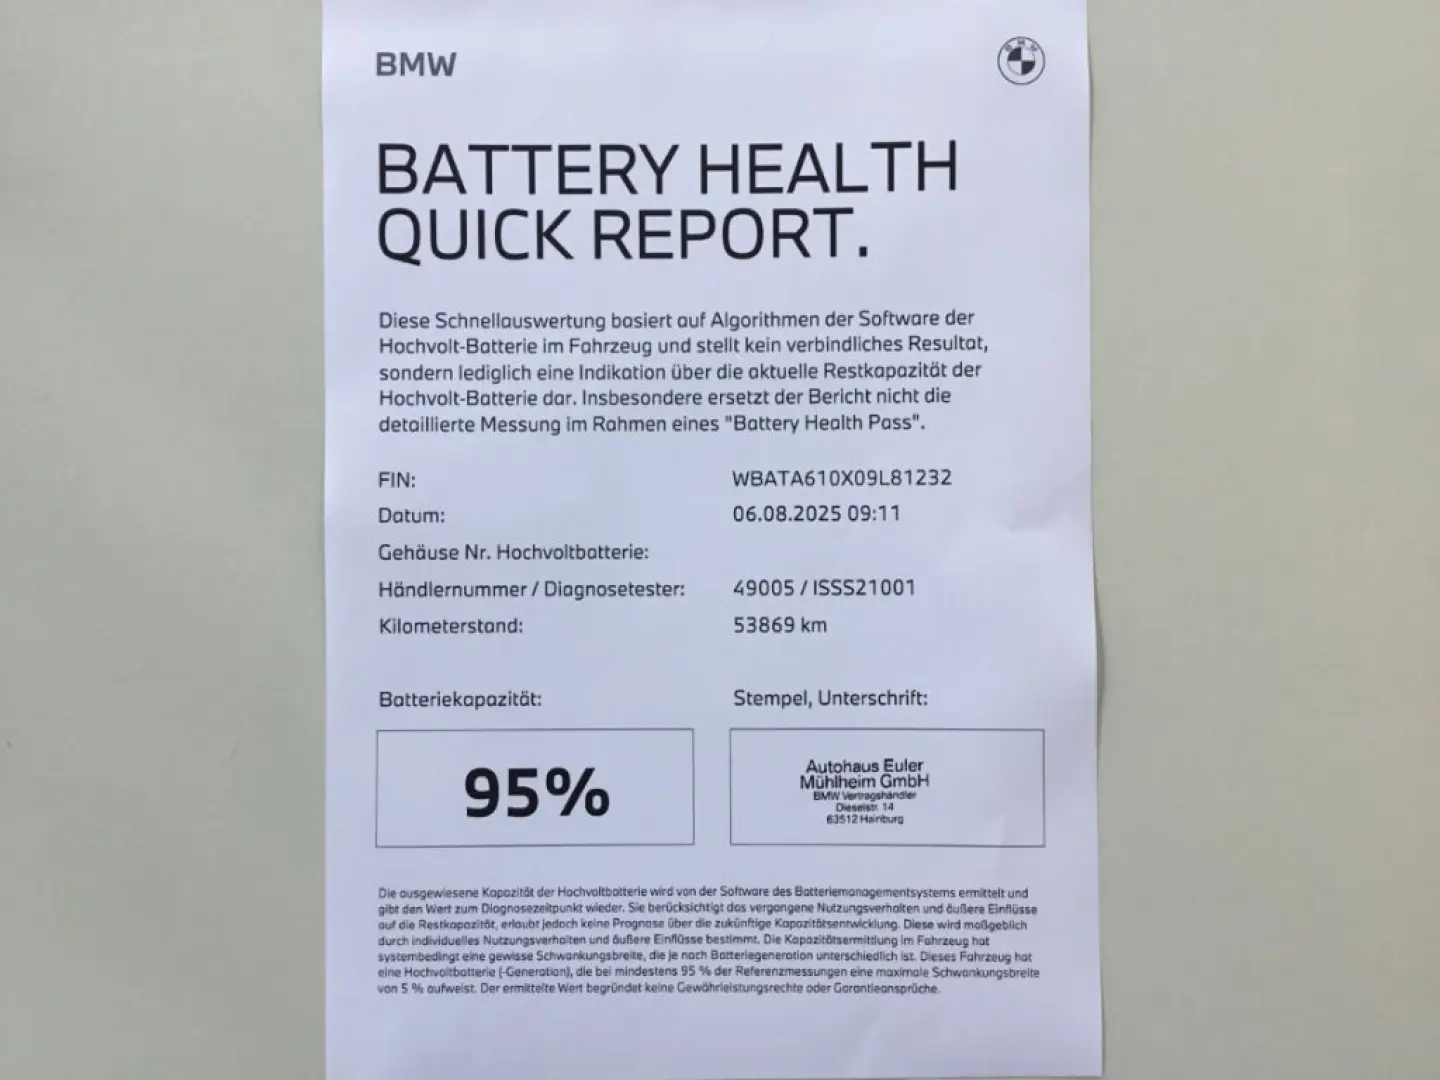 BMW
BATTERY HEALTH
QUICK REPORT.
Diese Schnellauswertung basiert auf Algorithmen der Software der
Hochvolt-Batterie im Fahrzeug und stellt kein verbindliches Resultat,
sondern lediglich eine Indikation über die aktuelle Restkapazität der
Hochvolt-Batterie dar. Insbesondere ersetzt der Bericht nicht die
detaillierte Messung im Rahmen eines "Battery Health Pass".
FIN: WBATA610X09L81232
Datum: 06.08.2025 09:11
Gehäuse Nr. Hochvoltbatterie:
Händlernummer / Diagnosetester: 49005 / ISSS21001
Kilometerstand: 53869 km
Batteriekapazität: Stempel, Unterschrift:
95%
Autohaus Euler
Mühlheim GmbH
BMW Vertragshändler
Dieselstr. 14
63512 Hainburg
Die ausgewiesene Kapazität der Hochvoltbatterie wird von der Software des Batteriemanagementsystems ermittelt und
gibt den Wert zum Diagnosezeitpunkt wieder. Sie berücksichtigt das vergangene Nutzungsverhalten und äußere Einflüsse
auf die Restkapazität, erlaubt jedoch keine Prognose über die zukünftige Kapazitätsentwicklung. Diese wird maßgeblich
durch individuelles Nutzungsverhalten und äußere Einflüsse bestimmt. Die Kapazitätsermittlung im Fahrzeug hat
systembedingt eine gewisse Schwankungsbreite, die je nach Batteriegeneration unterschiedlich ist. Dieses Fahrzeug hat
eine Hochvoltbatterie (-Generation), die bei mindestens 95 % der Referenzmessungen eine maximale Schwankungsbreite
von 5 % aufweist. Der ermittelte Wert begründet keine Gewährleistungsrechte oder Garantieansprüche.